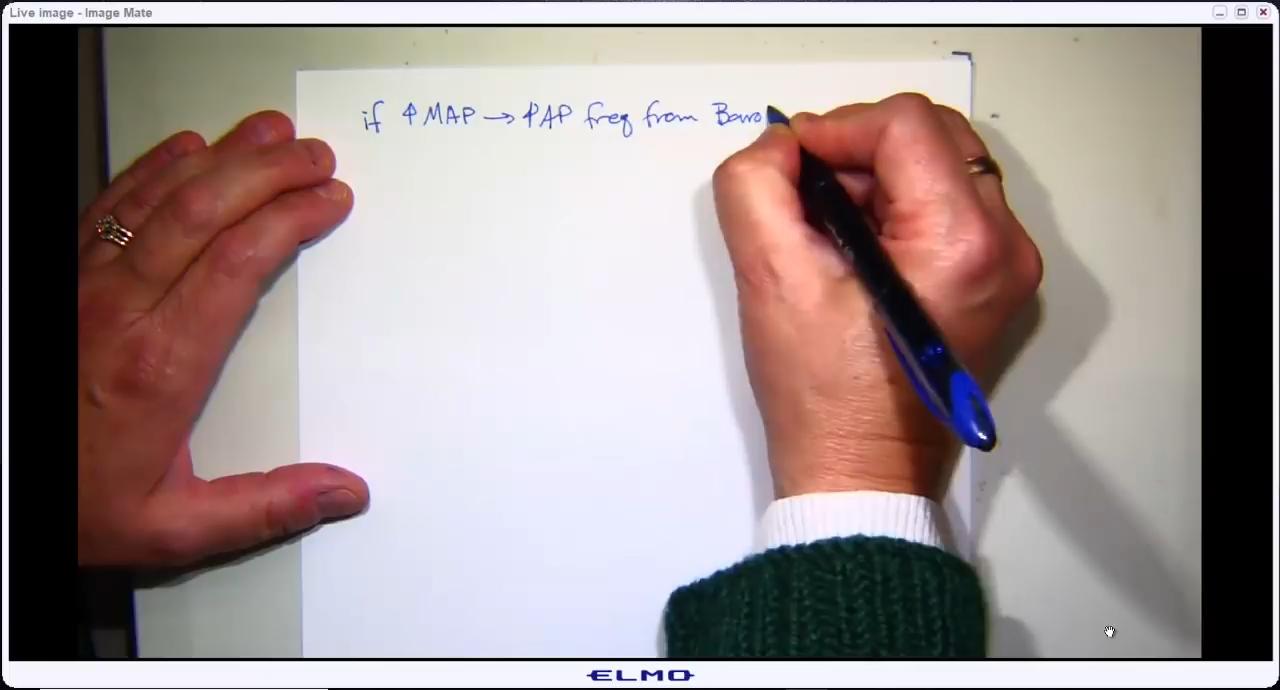 Live image - Image Mate
if ↑MAP → ↑AP freq from Baro
ELMO